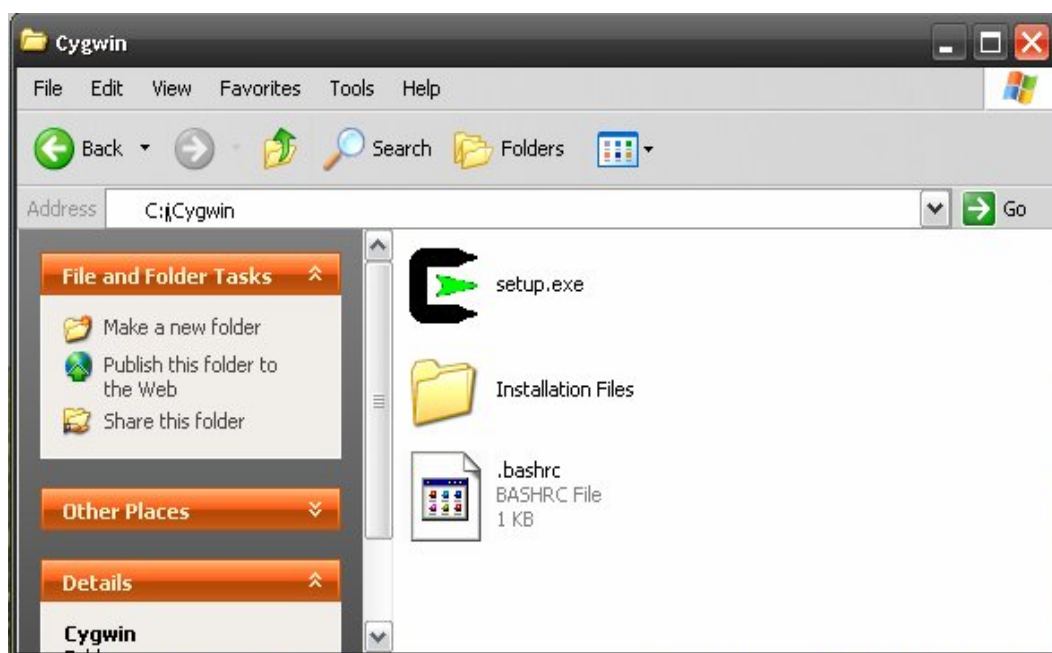 Cygwin
File Edit View Favorites Tools Help
Back Search Folders
Address C:\Cygwin Go
File and Folder Tasks
Make a new folder
Publish this folder to
the Web
Share this folder
Other Places
Details
Cygwin
setup.exe
Installation Files
.bashrc
BASHRC File
1 KB